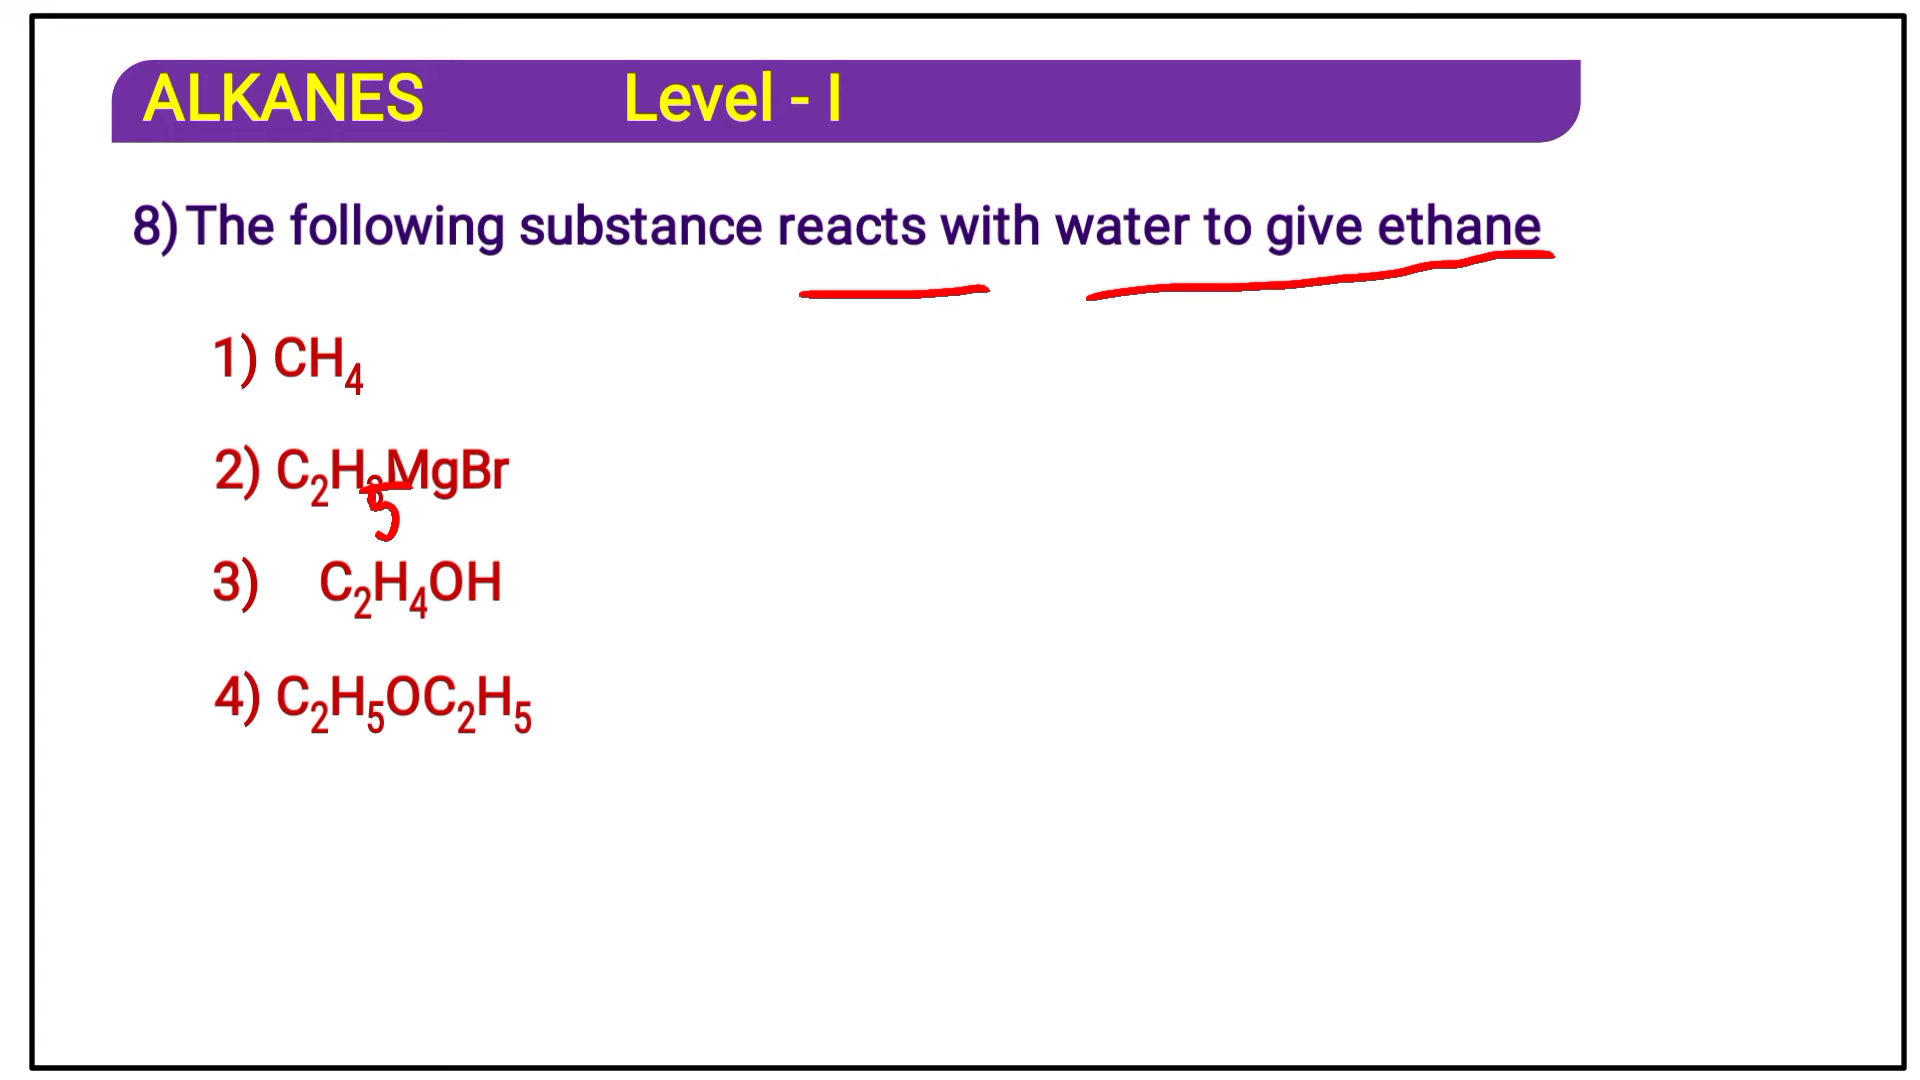 ALKANES Level - I
8) The following substance reacts with water to give ethane
1) CH4
2) C2H8MgBr
5
3) C2H4OH
4) C2H5OC2H5